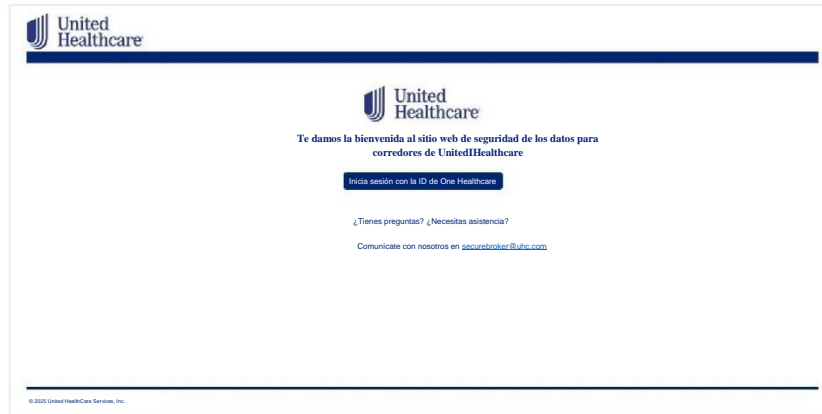 United
Healthcare
United
Healthcare
Te damos la bienvenida al sitio web de seguridad de los datos para
corredores de UnitedIHealthcare
Inicia sesión con la ID de One Healthcare
¿Tienes preguntas? ¿Necesitas asistencia?
Comunícate con nosotros en securebroker@uhc.com
© 2025 United HealthCare Services, Inc.